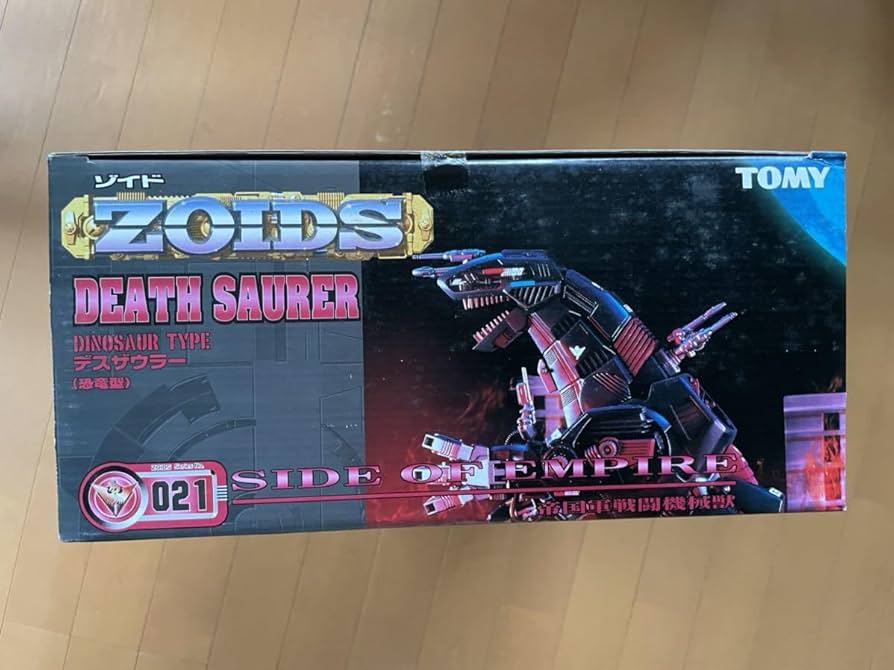 ゾイド
ZOIDS
TOMY
DEATH SAURER
DINOSAUR TYPE
デスザウラー
(恐竜型)
ZOIDS Series No.
021
SIDE OF EMPIRE
帝国軍戦闘機械獣